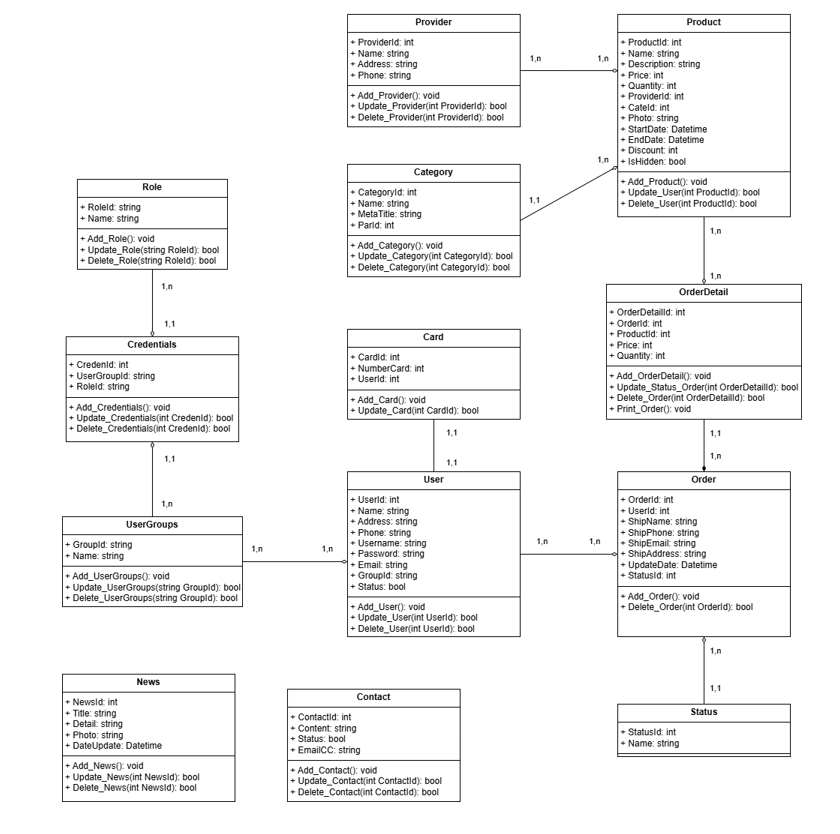 Provider
+ ProviderId: int
+ Name: string
+ Address: string
+ Phone: string
+ Add_Provider(): void
+ Update_Provider(int ProviderId): bool
+ Delete_Provider(int ProviderId): bool
1,n
1,n
Product
+ ProductId: int
+ Name: string
+ Description: string
+ Price: int
+ Quantity: int
+ ProviderId: int
+ CateId: int
+ Photo: string
+ StartDate: Datetime
+ EndDate: Datetime
+ Discount: int
+ IsHidden: bool
+ Add_Product(): void
+ Update_User(int ProductId): bool
+ Delete_User(int ProductId): bool
Category
+ CategoryId: int
+ Name: string
+ MetaTitle: string
+ ParId: int
+ Add_Category(): void
+ Update_Category(int CategoryId): bool
+ Delete_Category(int CategoryId): bool
1,n
1,1
Role
+ RoleId: string
+ Name: string
+ Add_Role(): void
+ Update_Role(string RoleId): bool
+ Delete_Role(string RoleId): bool
1,n
1,n
1,n
1,1
OrderDetail
+ OrderDetailId: int
+ OrderId: int
+ ProductId: int
+ Price: int
+ Quantity: int
+ Add_OrderDetail(): void
+ Update_Status_Order(int OrderDetailId): bool
+ Delete_Order(int OrderDetailId): bool
+ Print_Order(): void
Card
+ CardId: int
+ NumberCard: int
+ UserId: int
+ Add_Card(): void
+ Update_Card(int CardId): bool
Credentials
+ CredenId: int
+ UserGroupId: string
+ RoleId: string
+ Add_Credentials(): void
+ Update_Credentials(int CredenId): bool
+ Delete_Credentials(int CredenId): bool
1,1
1,1
1,1
1,n
1,1
1,n
User
+ UserId: int
+ Name: string
+ Address: string
+ Phone: string
+ Username: string
+ Password: string
+ Email: string
+ GroupId: string
+ Status: bool
+ Add_User(): void
+ Update_User(int UserId): bool
+ Delete_User(int UserId): bool
1,n
1,n
Order
+ OrderId: int
+ UserId: int
+ ShipName: string
+ ShipPhone: string
+ ShipEmail: string
+ ShipAddress: string
+ UpdateDate: Datetime
+ StatusId: int
+ Add_Order(): void
+ Delete_Order(int OrderId): bool
UserGroups
+ GroupId: string
+ Name: string
+ Add_UserGroups(): void
+ Update_UserGroups(string GroupId): bool
+ Delete_UserGroups(string GroupId): bool
1,n
1,n
1,n
1,1
News
+ NewsId: int
+ Title: string
+ Detail: string
+ Photo: string
+ DateUpdate: Datetime
+ Add_News(): void
+ Update_News(int NewsId): bool
+ Delete_News(int NewsId): bool
Contact
+ ContactId: int
+ Content: string
+ Status: bool
+ EmailCC: string
+ Add_Contact(): void
+ Update_Contact(int ContactId): bool
+ Delete_Contact(int ContactId): bool
Status
+ StatusId: int
+ Name: string